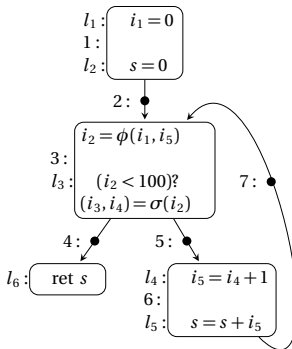 l₁: i₁=0
1:
l₂: s=0
2:
i₂=ϕ(i₁,i₅)
3:
l₃: (i₂<100)?
7:
(i₃,i₄)=σ(i₂)
4: 5:
l₆: ret s
l₄: i₅=i₄+1
6:
l₅: s=s+i₅